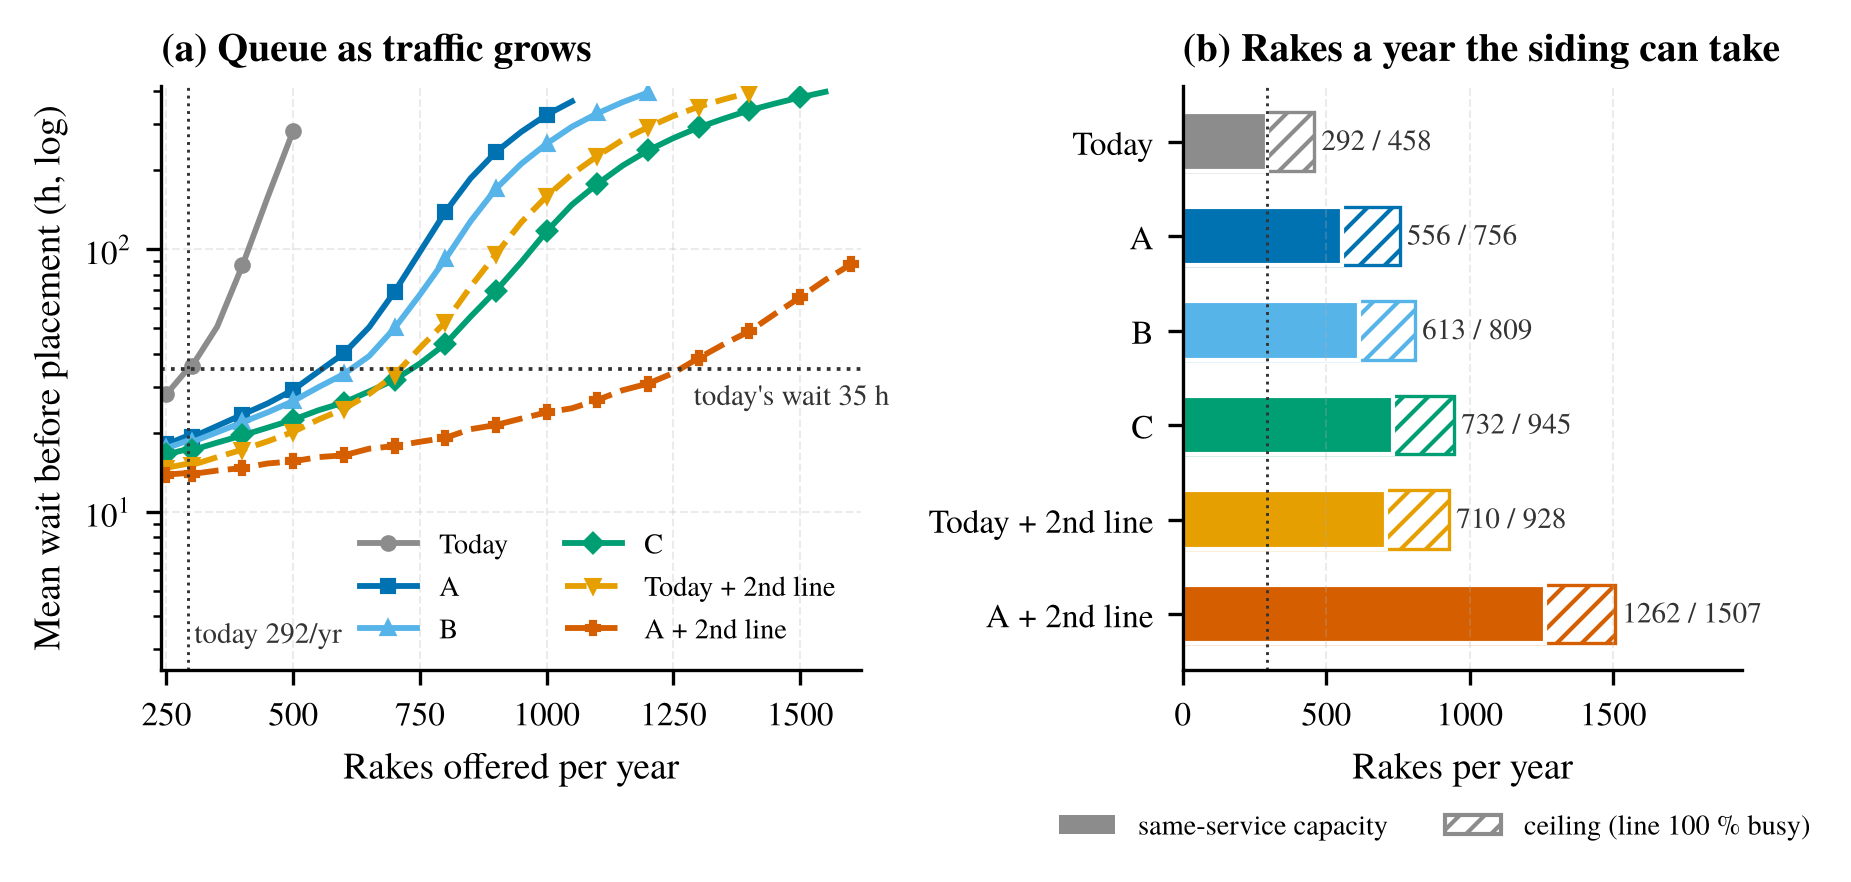 (a) Queue as traffic grows
Mean wait before placement (h, log)
10²
10¹
today's wait 35 h
today 292/yr
Today
A
B
C
Today + 2nd line
A + 2nd line
250 500 750 1000 1250 1500
Rakes offered per year
(b) Rakes a year the siding can take
Today 292 / 458
A 556 / 756
B 613 / 809
C 732 / 945
Today + 2nd line 710 / 928
A + 2nd line 1262 / 1507
0 500 1000 1500
Rakes per year
same-service capacity
ceiling (line 100 % busy)